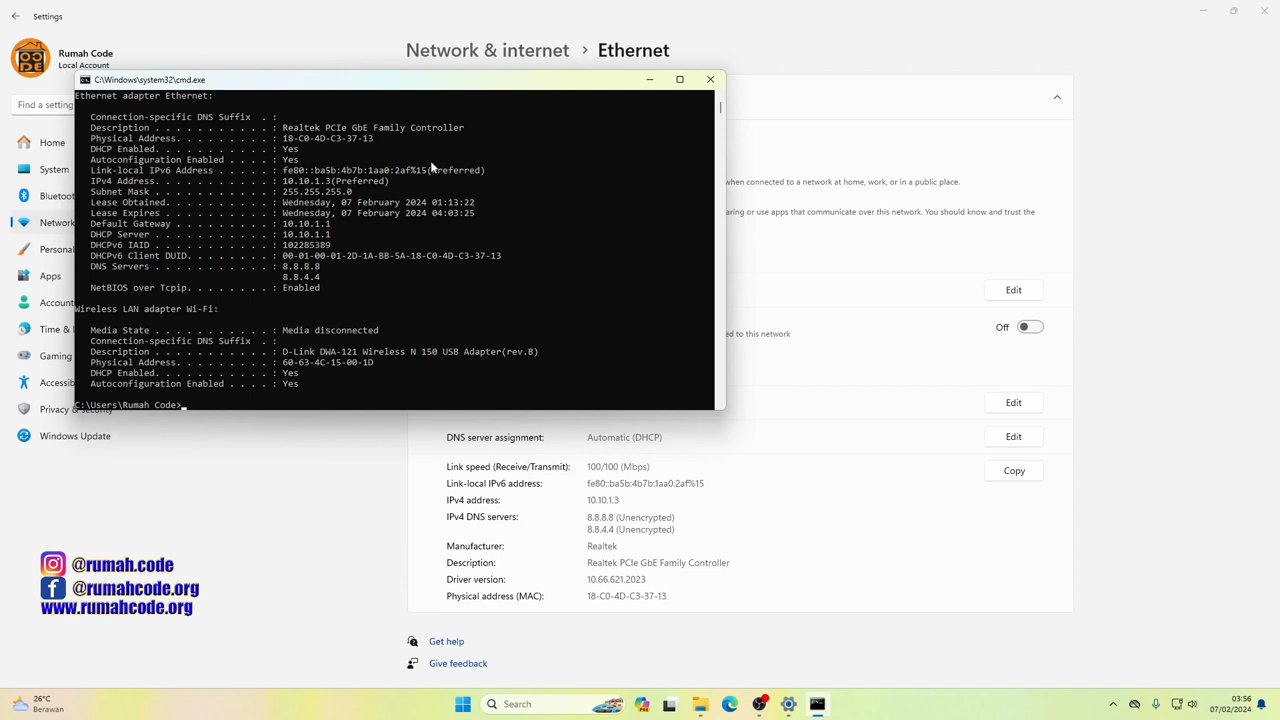 Settings
Rumah Code
Local Account
Find a setting
Home
System
Bluetoot
Network
Personal
Apps
Account
Time &
Gaming
Accessib
Privacy & security
Windows Update
Network & internet > Ethernet
C:\Windows\system32\cmd.exe
Ethernet adapter Ethernet:
Connection-specific DNS Suffix . :
Description . . . . . . . . . . . : Realtek PCIe GbE Family Controller
Physical Address. . . . . . . . . : 18-C0-4D-C3-37-13
DHCP Enabled. . . . . . . . . . . : Yes
Autoconfiguration Enabled . . . . : Yes
Link-local IPv6 Address . . . . . : fe80::ba5b:4b7b:1aa0:2af%15(Preferred)
IPv4 Address. . . . . . . . . . . : 10.10.1.3(Preferred)
Subnet Mask . . . . . . . . . . . : 255.255.255.0
Lease Obtained. . . . . . . . . . : Wednesday, 07 February 2024 01:13:22
Lease Expires . . . . . . . . . . : Wednesday, 07 February 2024 04:03:25
Default Gateway . . . . . . . . . : 10.10.1.1
DHCP Server . . . . . . . . . . . : 10.10.1.1
DHCPv6 IAID . . . . . . . . . . . : 102285389
DHCPv6 Client DUID. . . . . . . . : 00-01-00-01-2D-1A-BB-5A-18-C0-4D-C3-37-13
DNS Servers . . . . . . . . . . . : 8.8.8.8
8.8.4.4
NetBIOS over Tcpip. . . . . . . . : Enabled
Wireless LAN adapter Wi-Fi:
Media State . . . . . . . . . . . : Media disconnected
Connection-specific DNS Suffix . :
Description . . . . . . . . . . . : D-Link DWA-121 Wireless N 150 USB Adapter(rev.B)
Physical Address. . . . . . . . . : 60-63-4C-15-00-1D
DHCP Enabled. . . . . . . . . . . : Yes
Autoconfiguration Enabled . . . . : Yes
C:\Users\Rumah Code>
when connected to a network at home, work, or in a public place.
aring or use apps that communicate over this network. You should know and trust the
Edit
Off
ed to this network
Edit
DNS server assignment: Automatic (DHCP) Edit
Link speed (Receive/Transmit): 100/100 (Mbps) Copy
Link-local IPv6 address: fe80::ba5b:4b7b:1aa0:2af%15
IPv4 address: 10.10.1.3
IPv4 DNS servers: 8.8.8.8 (Unencrypted)
8.8.4.4 (Unencrypted)
Manufacturer: Realtek
Description: Realtek PCIe GbE Family Controller
Driver version: 10.66.621.2023
Physical address (MAC): 18-C0-4D-C3-37-13
Get help
Give feedback
@rumah.code
@rumahcode.org
www.rumahcode.org
26°C
Berawan
Search
03:56
07/02/2024